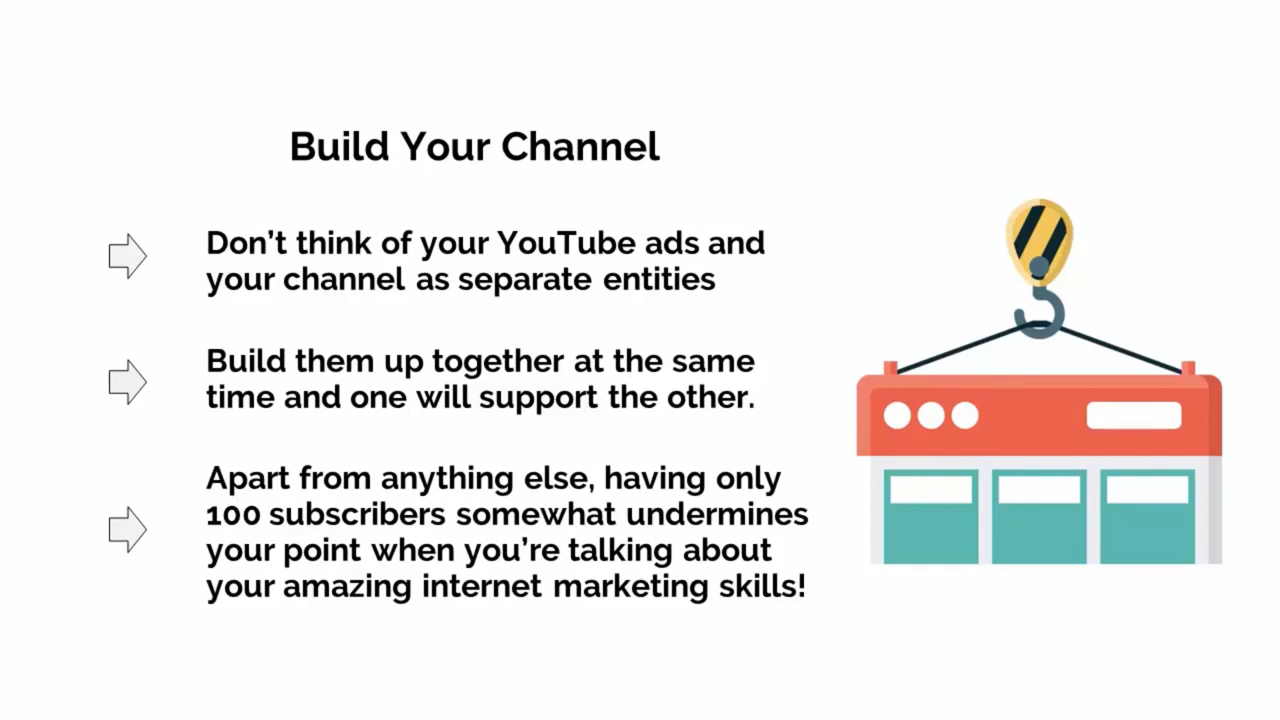 Build Your Channel
Don’t think of your YouTube ads and
your channel as separate entities
Build them up together at the same
time and one will support the other.
Apart from anything else, having only
100 subscribers somewhat undermines
your point when you’re talking about
your amazing internet marketing skills!